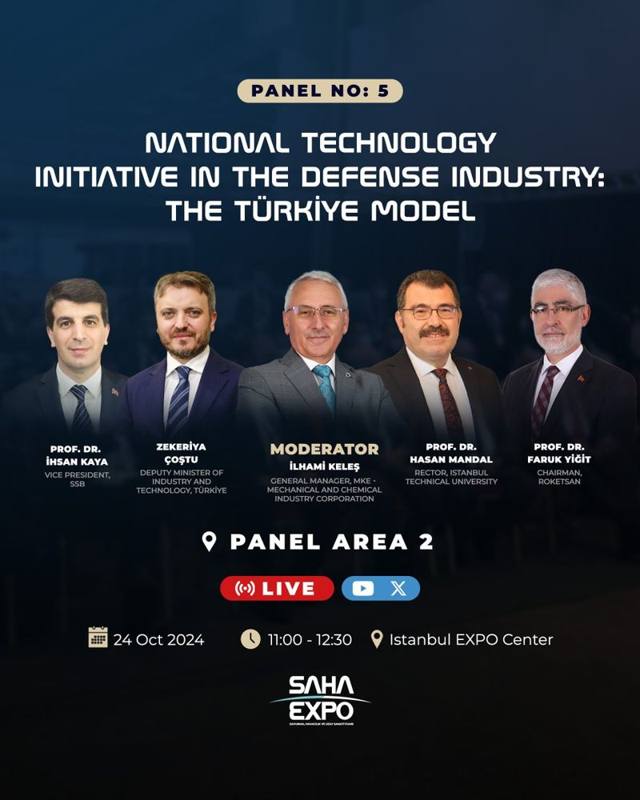 PANEL NO: 5
NATIONAL TECHNOLOGY
INITIATIVE IN THE DEFENSE INDUSTRY:
THE TÜRKİYE MODEL
PROF. DR.
İHSAN KAYA
VICE PRESIDENT,
SSB
ZEKERİYA
ÇOŞTU
DEPUTY MINISTER OF
INDUSTRY AND
TECHNOLOGY, TÜRKİYE
MODERATOR
İLHAMİ KELEŞ
GENERAL MANAGER, MKE -
MECHANICAL AND CHEMICAL
INDUSTRY CORPORATION
PROF. DR.
HASAN MANDAL
RECTOR, ISTANBUL
TECHNICAL UNIVERSITY
PROF. DR.
FARUK YİĞİT
CHAIRMAN,
ROKETSAN
PANEL AREA 2
LIVE
X
24 Oct 2024
11:00 - 12:30
Istanbul EXPO Center
SAHA
EXPO